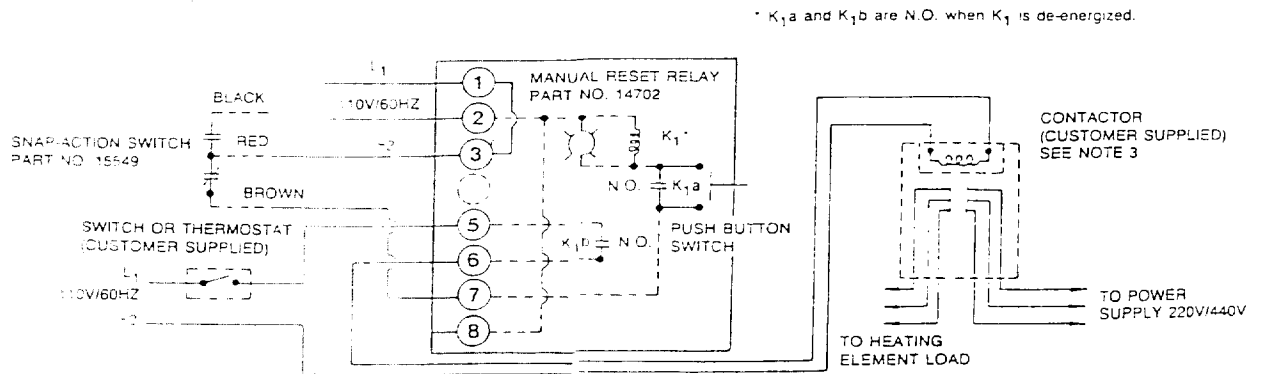 * K₁a and K₁b are N.O. when K₁ is de-energized.
L₁
BLACK
110V/60HZ
SNAP-ACTION SWITCH
PART NO. 15549
RED
BROWN
1
2
3
5
6
7
8
MANUAL RESET RELAY
PART NO. 14702
K₁*
N.O.
K₁a
K₁b
N.O.
PUSH BUTTON
SWITCH
SWITCH OR THERMOSTAT
(CUSTOMER SUPPLIED)
L₁
110V/60HZ
CONTACTOR
(CUSTOMER SUPPLIED)
SEE NOTE 3
TO POWER
SUPPLY 220V/440V
TO HEATING
ELEMENT LOAD